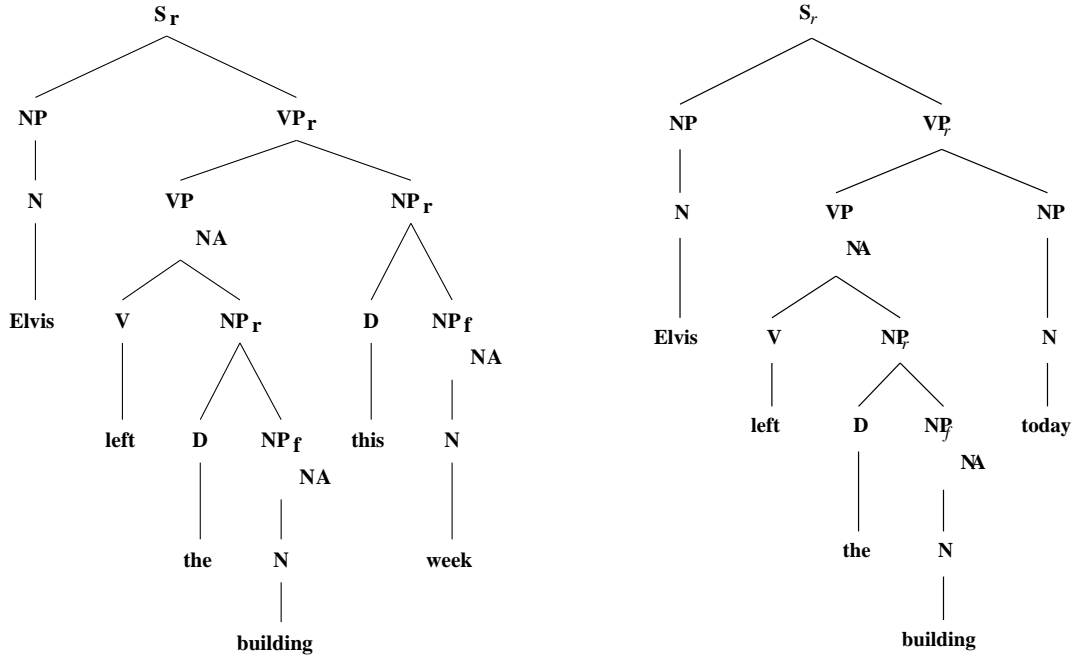 S r
NP VP r
N VP NP r
NA
Elvis V NP r D NP f
NA
left D NP f this N
NA
the N week
building
S r
NP VP r
N VP NP
NA
Elvis V NP r N
left D NP f today
NA
the N
building